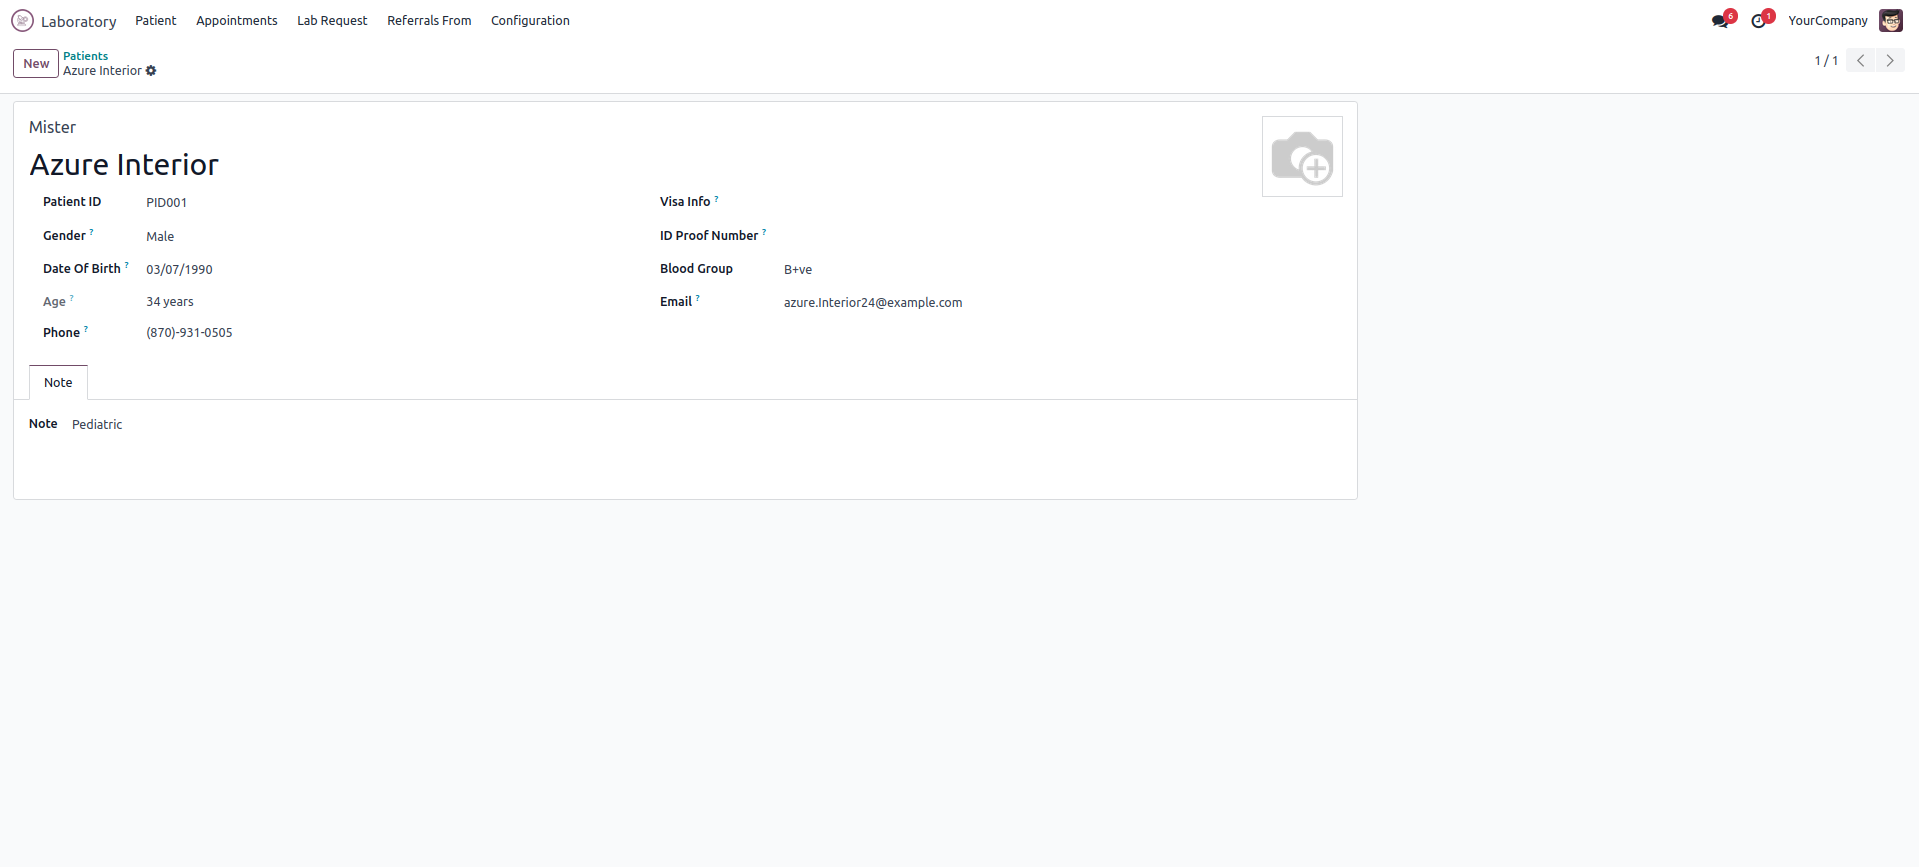 Laboratory Patient Appointments Lab Request Referrals From Configuration 6 1 YourCompany
New Patients 1 / 1
Azure Interior
Mister
Azure Interior
Patient ID PID001 Visa Info ?
Gender ? Male ID Proof Number ?
Date Of Birth ? 03/07/1990 Blood Group B+ve
Age ? 34 years Email ? azure.Interior24@example.com
Phone ? (870)-931-0505
Note
Note Pediatric